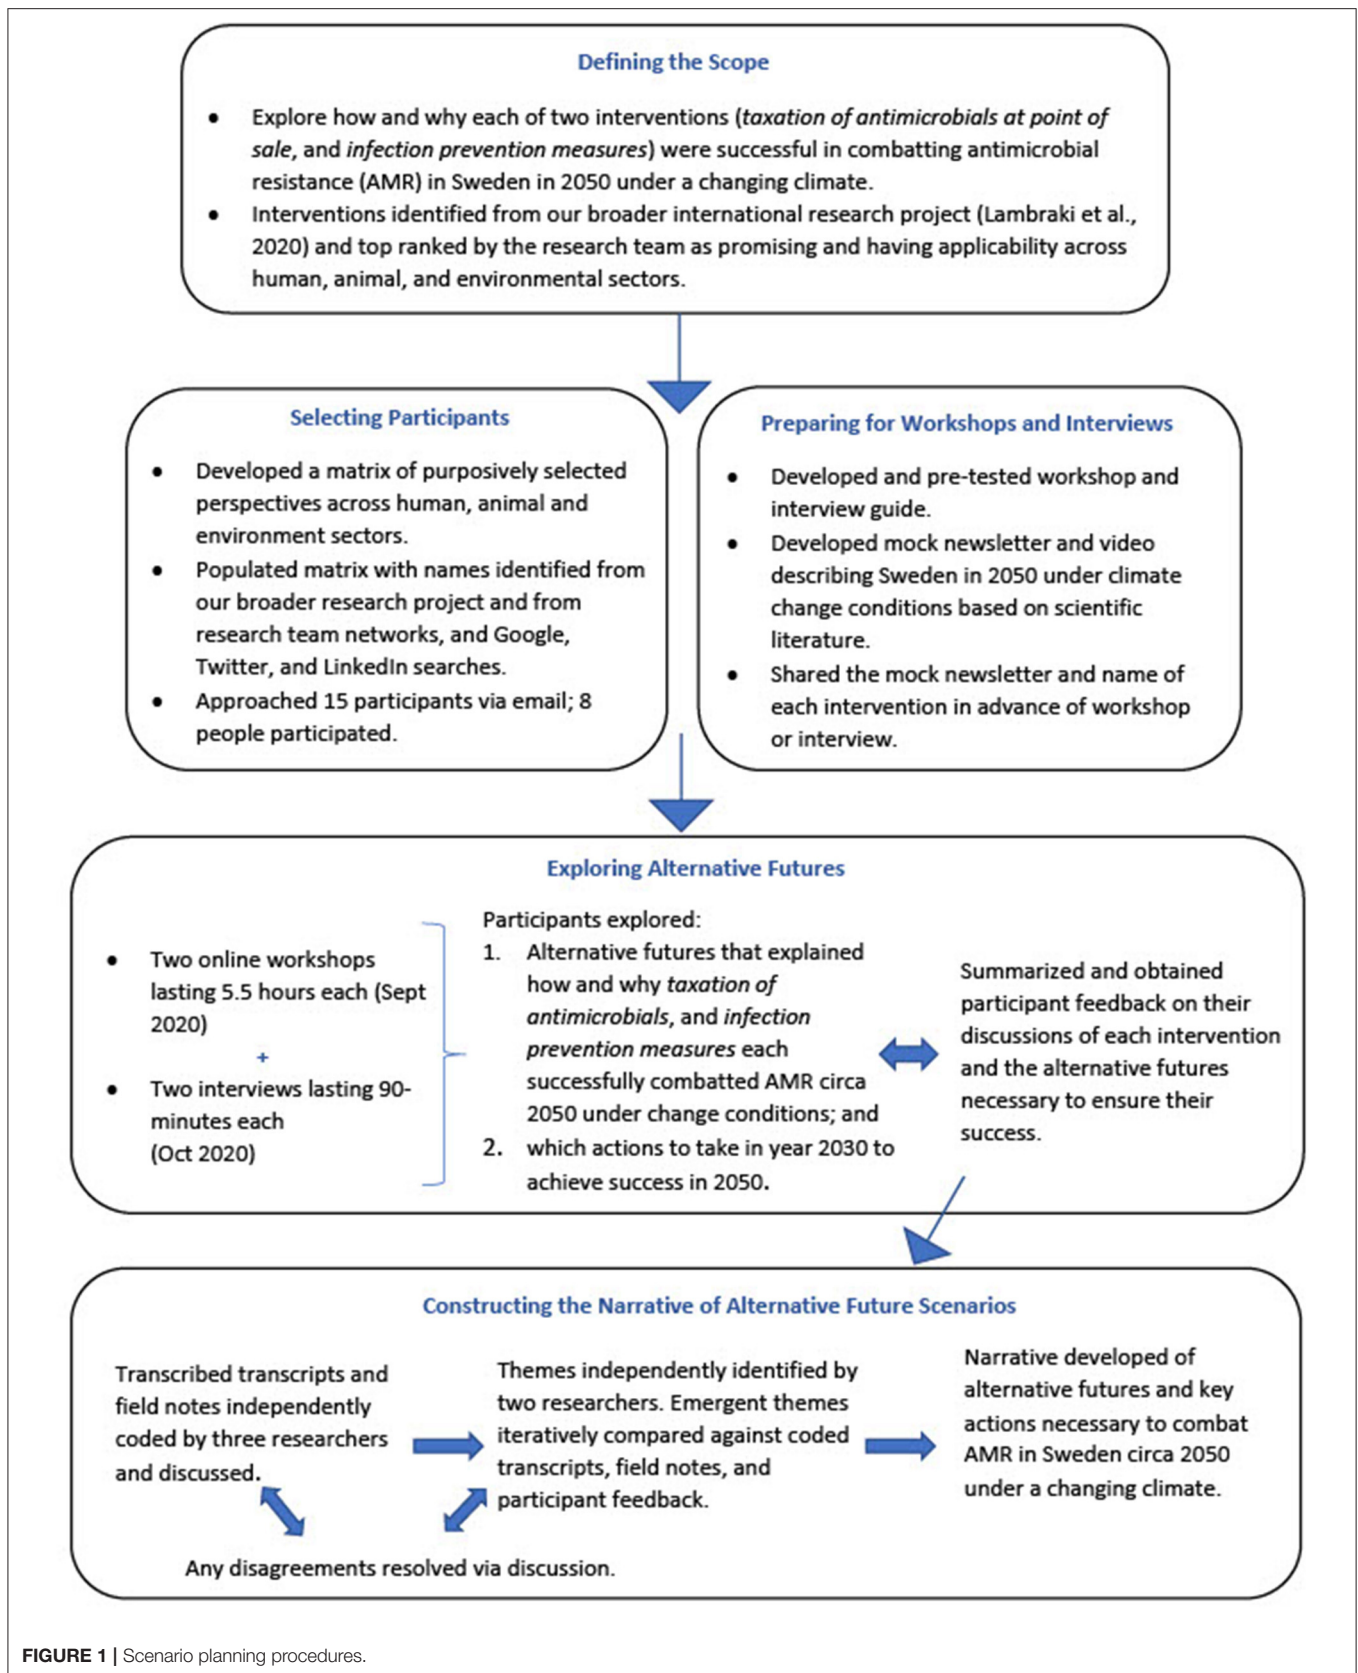 Defining the Scope
• Explore how and why each of two interventions (taxation of antimicrobials at point of
sale, and infection prevention measures) were successful in combatting antimicrobial
resistance (AMR) in Sweden in 2050 under a changing climate.
• Interventions identified from our broader international research project (Lambraki et al.,
2020) and top ranked by the research team as promising and having applicability across
human, animal, and environmental sectors.
Selecting Participants
• Developed a matrix of purposively selected
perspectives across human, animal and
environment sectors.
• Populated matrix with names identified from
our broader research project and from
research team networks, and Google,
Twitter, and LinkedIn searches.
• Approached 15 participants via email; 8
people participated.
Preparing for Workshops and Interviews
• Developed and pre-tested workshop and
interview guide.
• Developed mock newsletter and video
describing Sweden in 2050 under climate
change conditions based on scientific
literature.
• Shared the mock newsletter and name of
each intervention in advance of workshop
or interview.
Exploring Alternative Futures
• Two online workshops
lasting 5.5 hours each (Sept
2020)
+
• Two interviews lasting 90-
minutes each
(Oct 2020)
Participants explored:
1. Alternative futures that explained
how and why taxation of
antimicrobials, and infection
prevention measures each
successfully combatted AMR circa
2050 under change conditions; and
2. which actions to take in year 2030 to
achieve success in 2050.
Summarized and obtained
participant feedback on their
discussions of each intervention
and the alternative futures
necessary to ensure their
success.
Constructing the Narrative of Alternative Future Scenarios
Transcribed transcripts and
field notes independently
coded by three researchers
and discussed.
Themes independently identified by
two researchers. Emergent themes
iteratively compared against coded
transcripts, field notes, and
participant feedback.
Narrative developed of
alternative futures and key
actions necessary to combat
AMR in Sweden circa 2050
under a changing climate.
Any disagreements resolved via discussion.
FIGURE 1 | Scenario planning procedures.